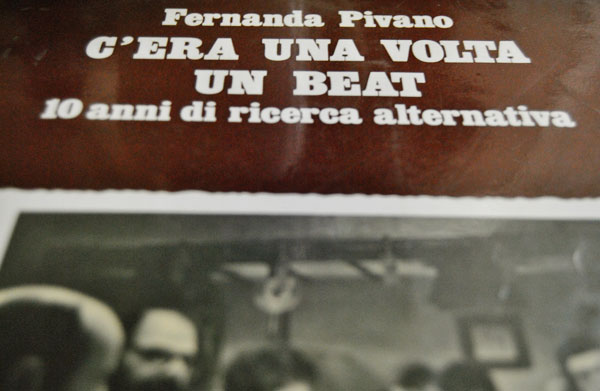 Fernanda Pivano
C'ERA UNA VOLTA
UN BEAT
10 anni di ricerca alternativa